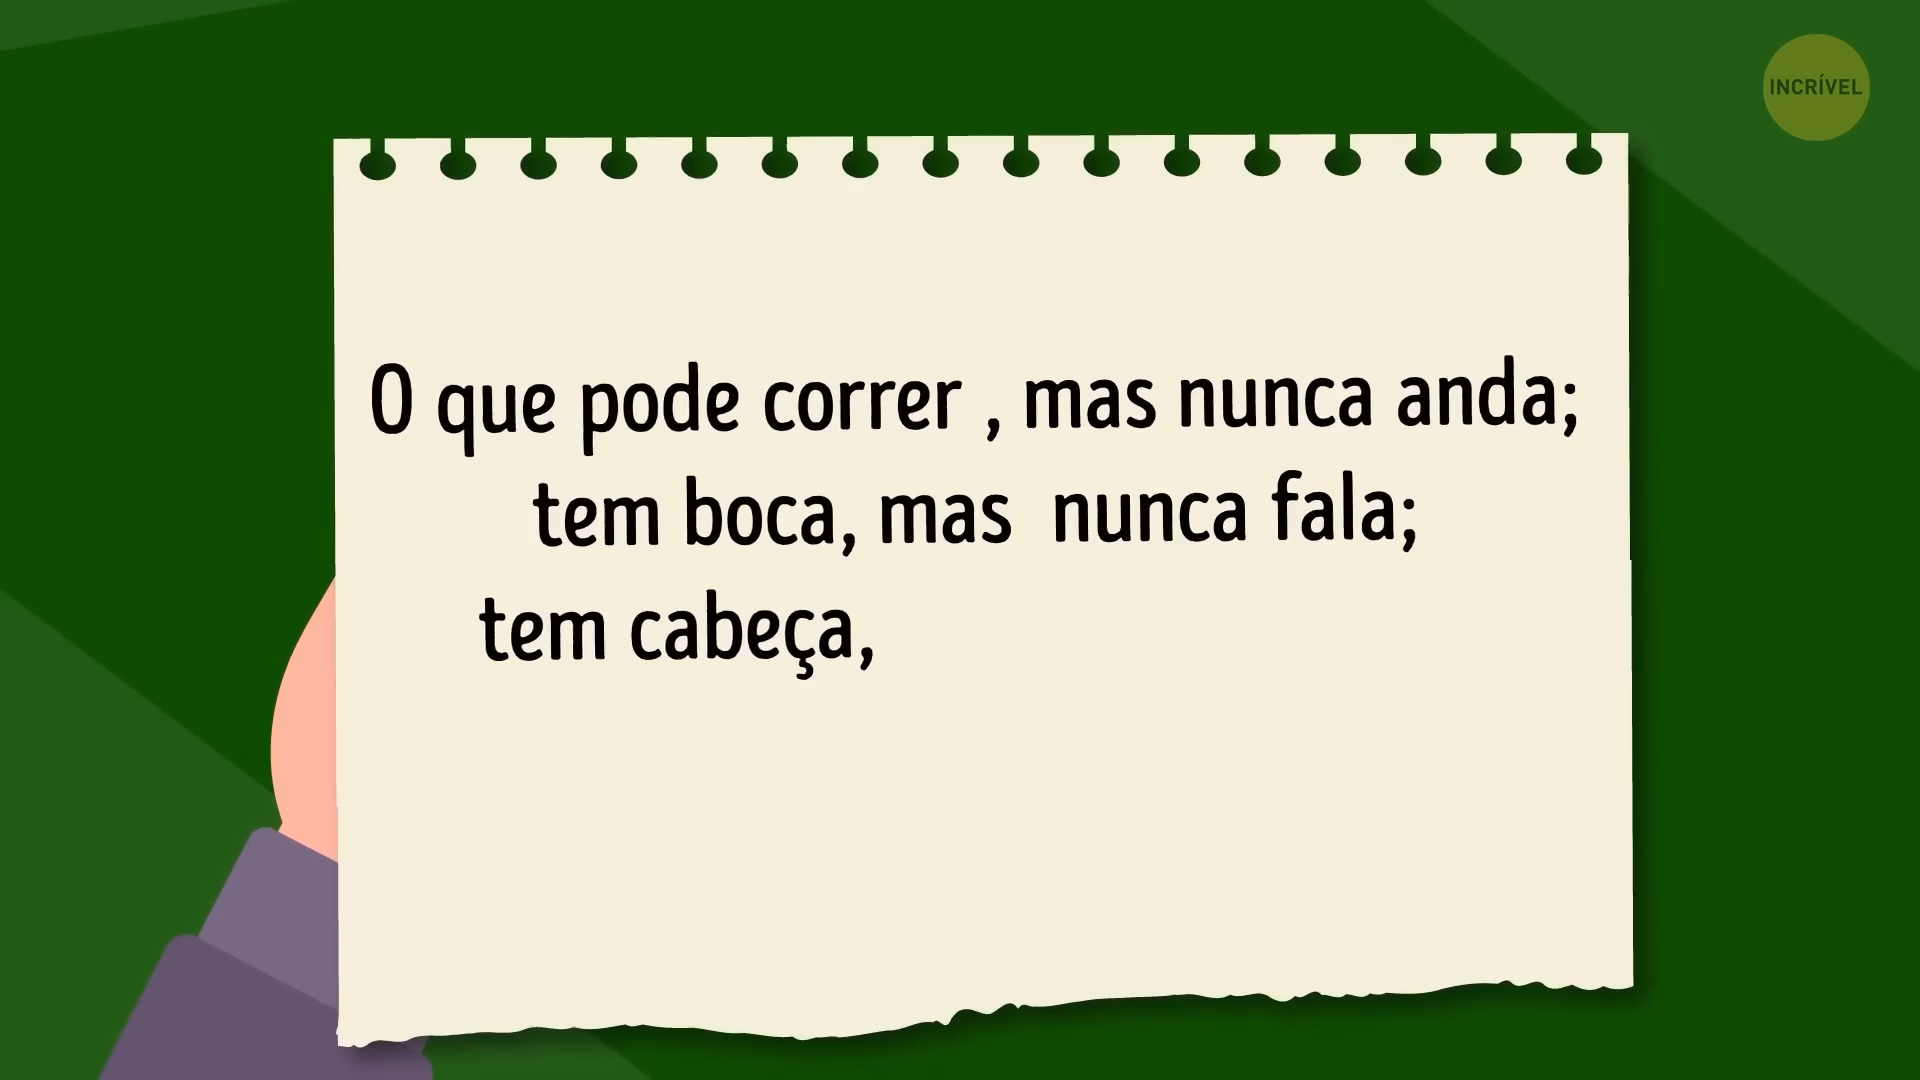 INCRÍVEL
O que pode correr , mas nunca anda;
tem boca, mas nunca fala;
tem cabeça,